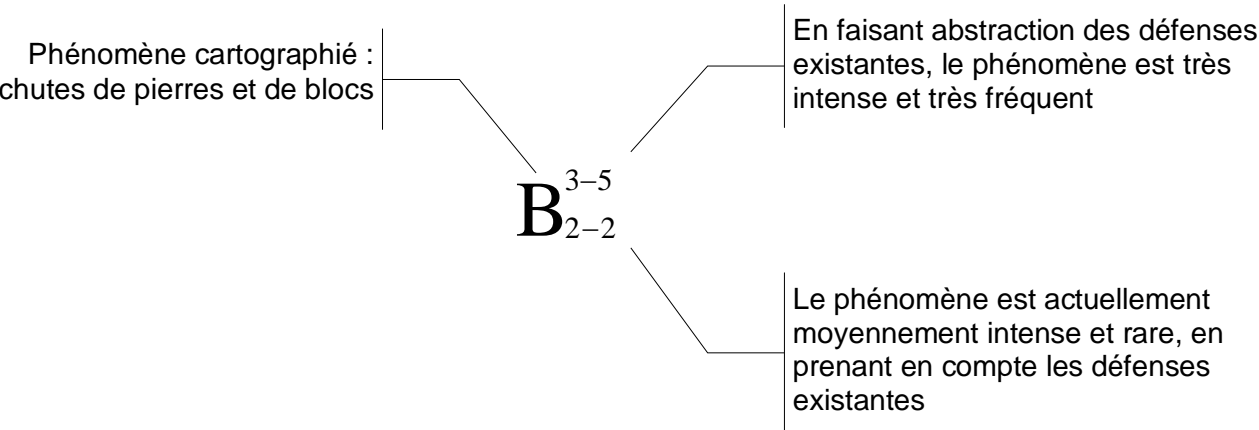 Phénomène cartographié :
chutes de pierres et de blocs
En faisant abstraction des défenses
existantes, le phénomène est très
intense et très fréquent
B 3–5
2–2
Le phénomène est actuellement
moyennement intense et rare, en
prenant en compte les défenses
existantes